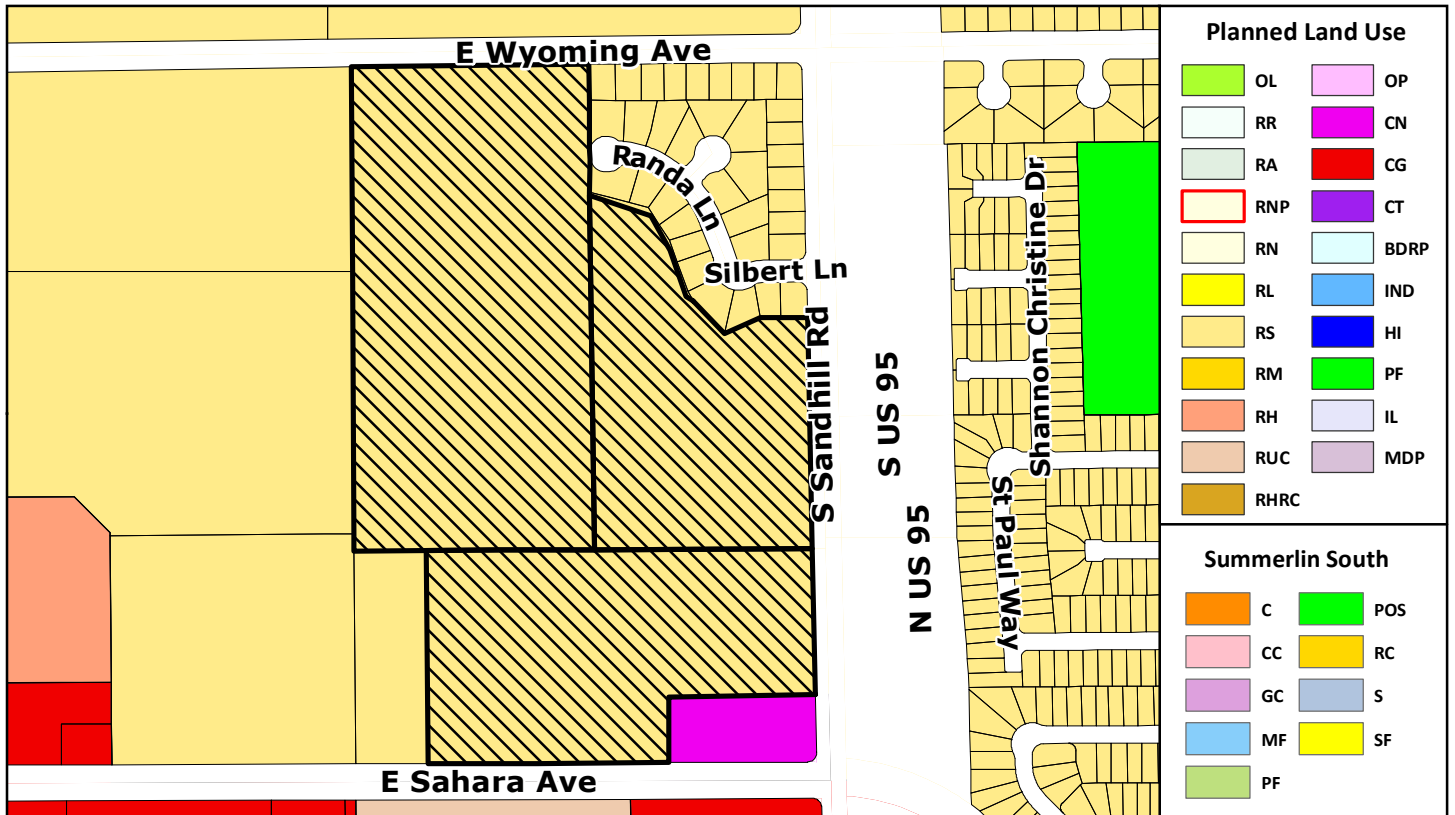 E Wyoming Ave
Randa Ln
Silbert Ln
S Sandhill Rd
S US 95
N US 95
Shannon Christine Dr
St Paul Way
E Sahara Ave
Planned Land Use
OL
OP
RR
CN
RA
CG
RNP
CT
RN
BDRP
RL
IND
RS
HI
RM
PF
RH
IL
RUC
MDP
RHRC
Summerlin South
C
POS
CC
RC
GC
S
MF
SF
PF